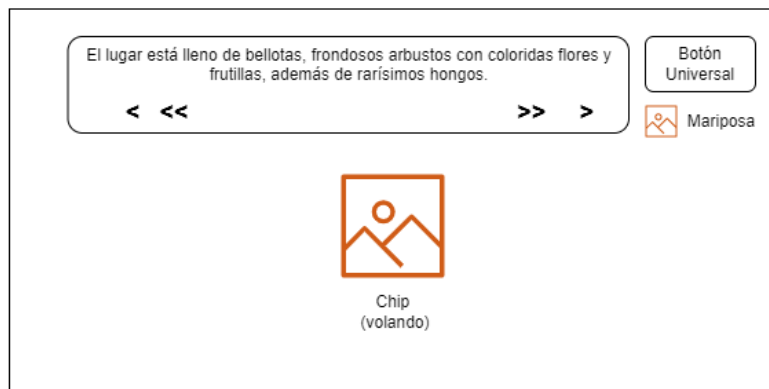 El lugar está lleno de bellotas, frondosos arbustos con coloridas flores y
frutillas, además de rarísimos hongos.
< << >> >
Botón
Universal
Mariposa
Chip
(volando)